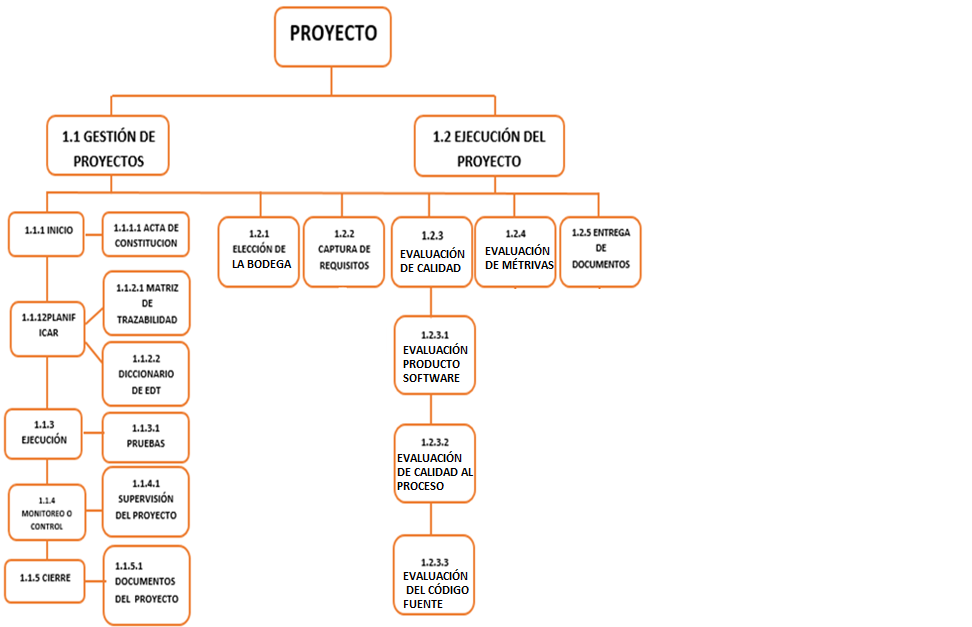 PROYECTO
1.1 GESTIÓN DE
PROYECTOS
1.2 EJECUCIÓN DEL
PROYECTO
1.1.1 INICIO
1.1.1.1 ACTA DE
CONSTITUCION
1.1.12PLANIF
ICAR
1.1.2.1 MATRIZ
DE
TRAZABILIDAD
1.1.2.2
DICCIONARIO
DE EDT
1.1.3
EJECUCIÓN
1.1.3.1
PRUEBAS
1.1.4
MONITOREO O
CONTROL
1.1.4.1
SUPERVISIÓN
DEL PROYECTO
1.1.5 CIERRE
1.1.5.1
DOCUMENTOS
DEL PROYECTO
1.2.1
ELECCIÓN DE
LA BODEGA
1.2.2
CAPTURA DE
REQUISITOS
1.2.3
EVALUACIÓN
DE CALIDAD
1.2.3.1
EVALUACIÓN
PRODUCTO
SOFTWARE
1.2.3.2
EVALUACIÓN
DE CALIDAD AL
PROCESO
1.2.3.3
EVALUACIÓN
DEL CÓDIGO
FUENTE
1.2.4
EVALUACIÓN
DE MÉTRIVAS
1.2.5 ENTREGA
DE
DOCUMENTOS